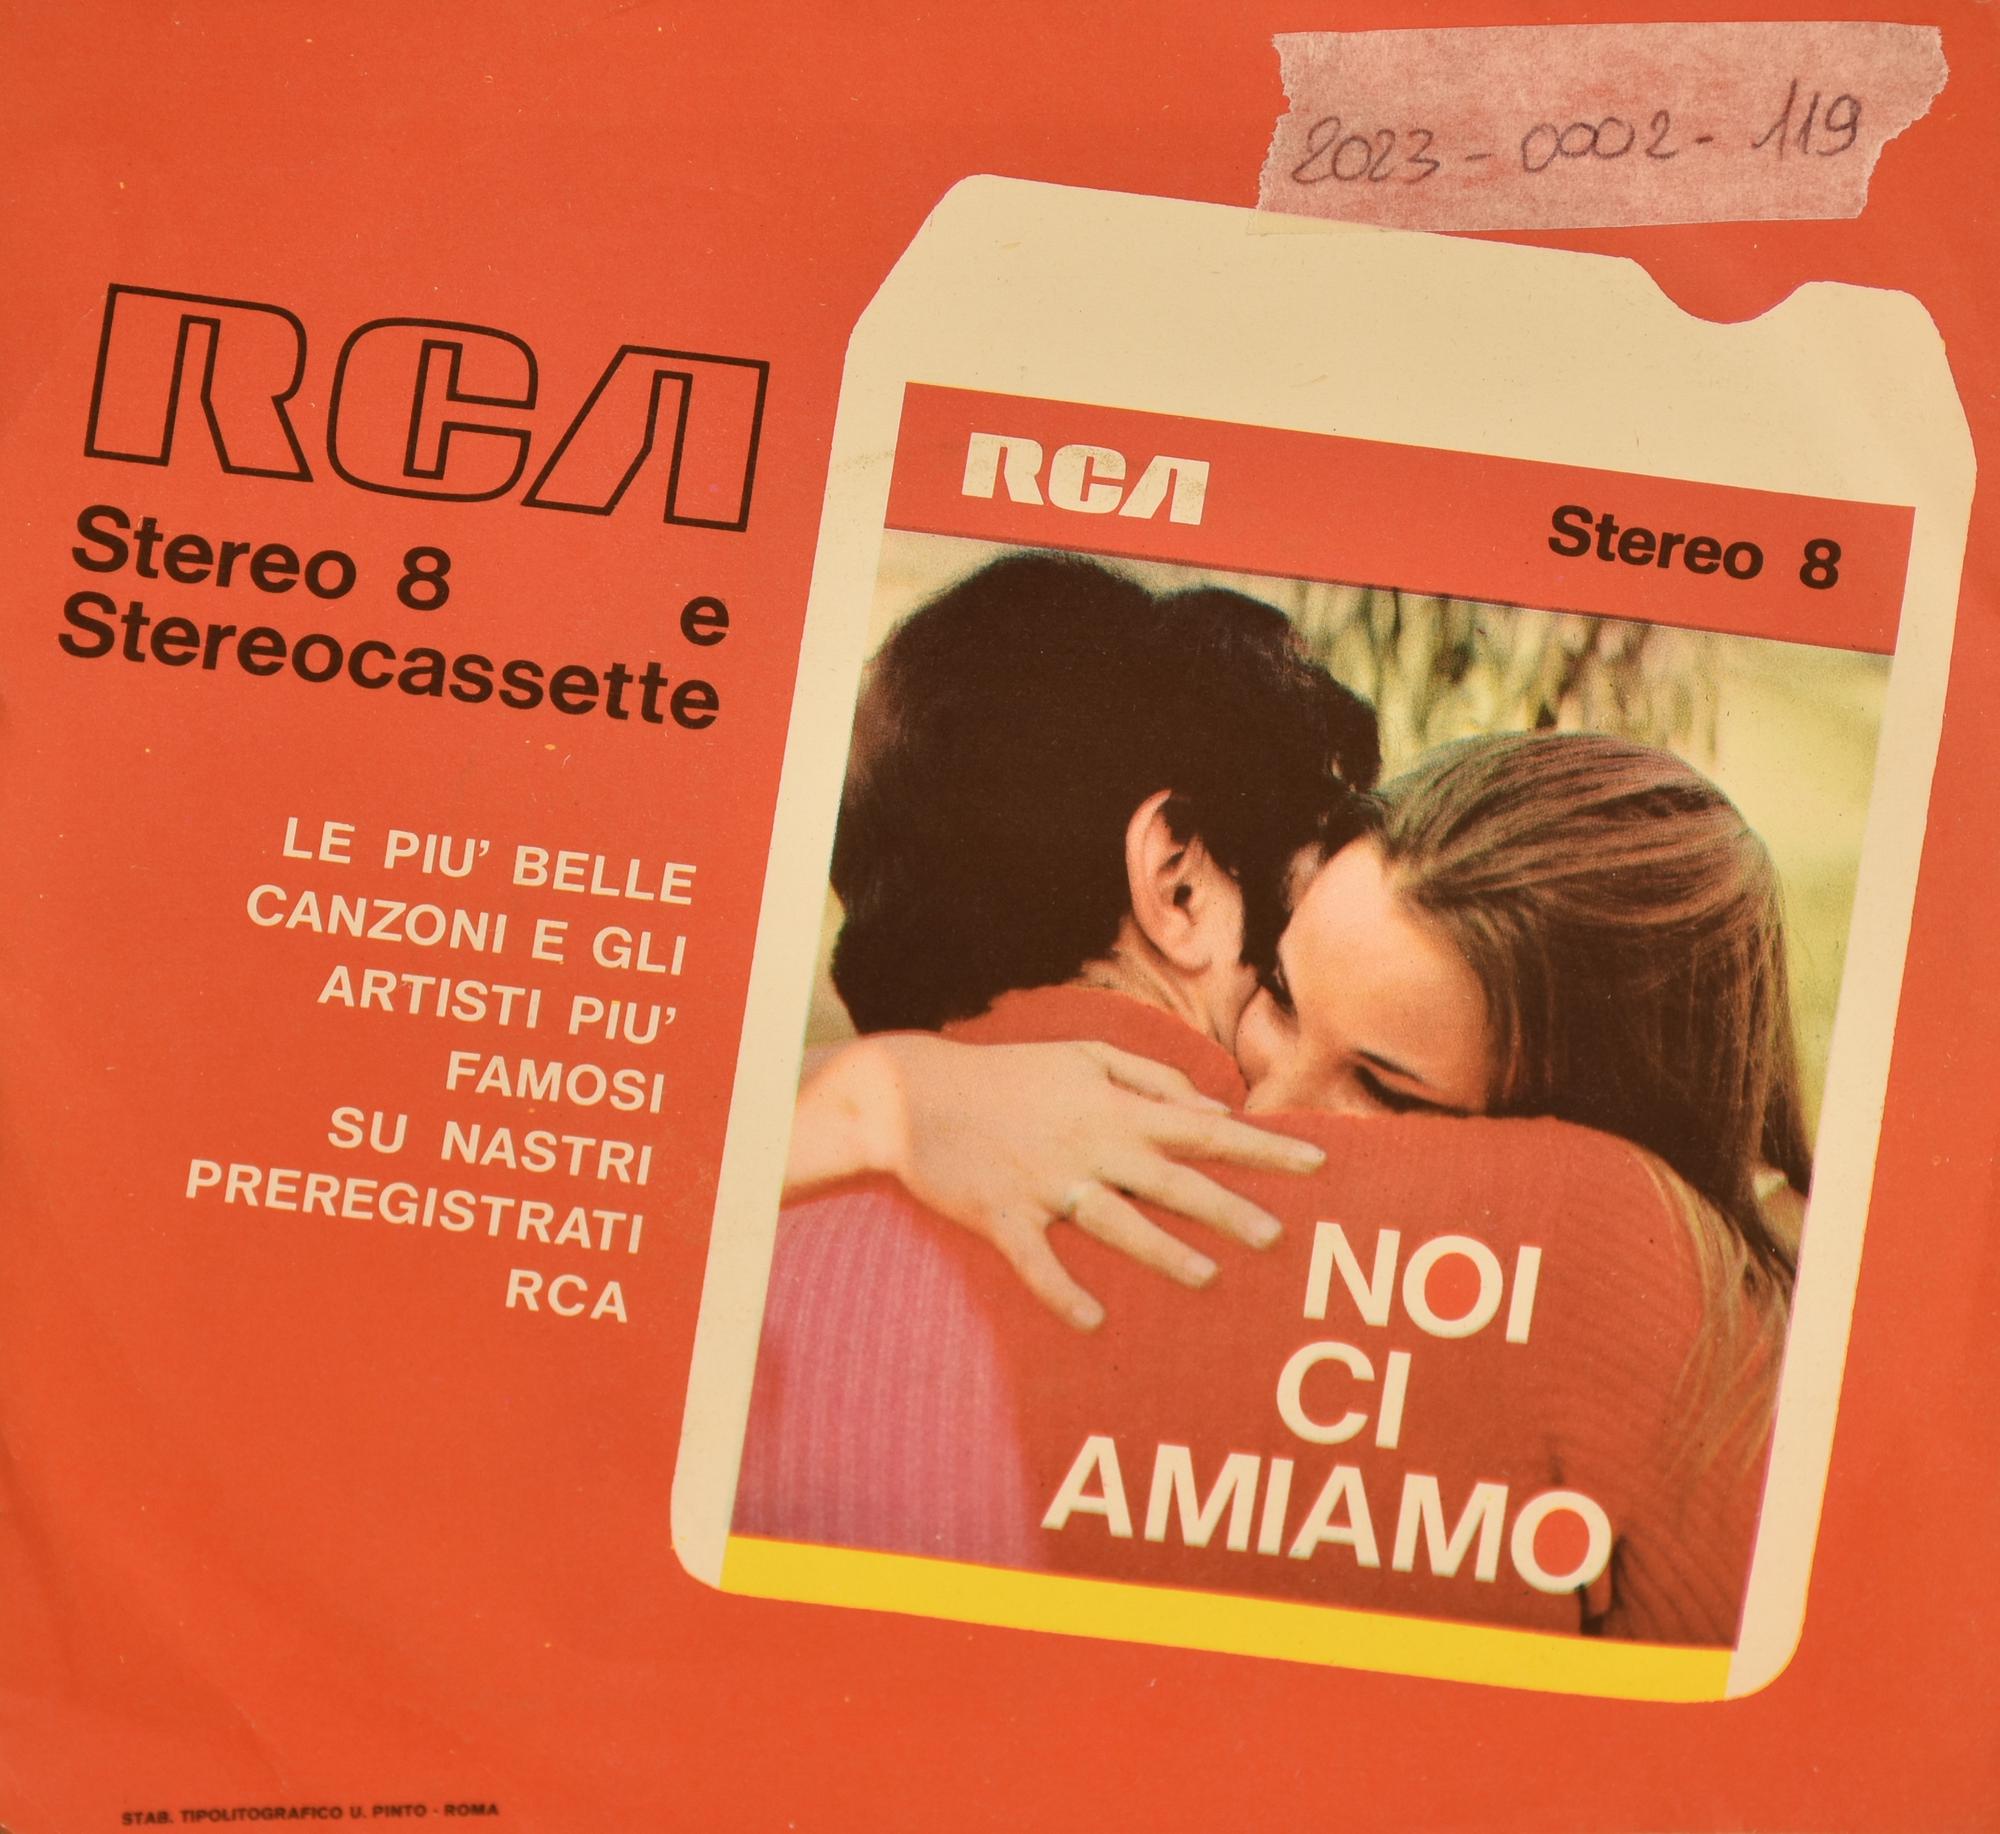 2023-0002-119
RCA
Stereo 8 e
Stereocassette
LE PIU' BELLE
CANZONI E GLI
ARTISTI PIU'
FAMOSI
SU NASTRI
PREREGISTRATI
RCA
RCA Stereo 8
NOI
CI
AMIAMO
STAB. TIPOLITOGRAFICO U. PINTO - ROMA